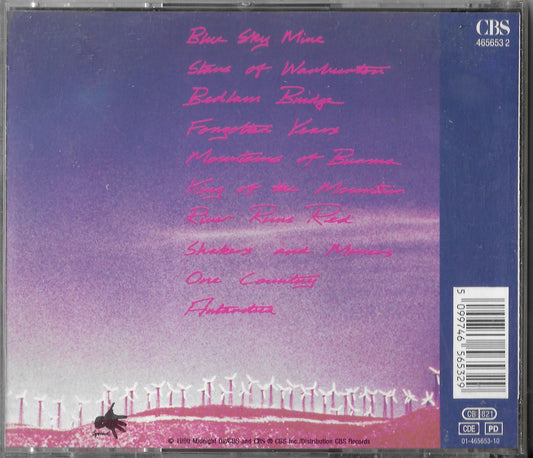 Blue Sky Mine
Stars of Warburton
Bedlam Bridge
Forgotten Years
Mountains of Burma
King of the Mountain
River Runs Red
Shakers and Movers
One Country
Antarctica
CBS
465653 2
5 099746 565329
CB 821
CDE PD
01-465653-10
℗ 1990 Midnight Oil/CBS and CBS ® CBS Inc./Distribution CBS Records